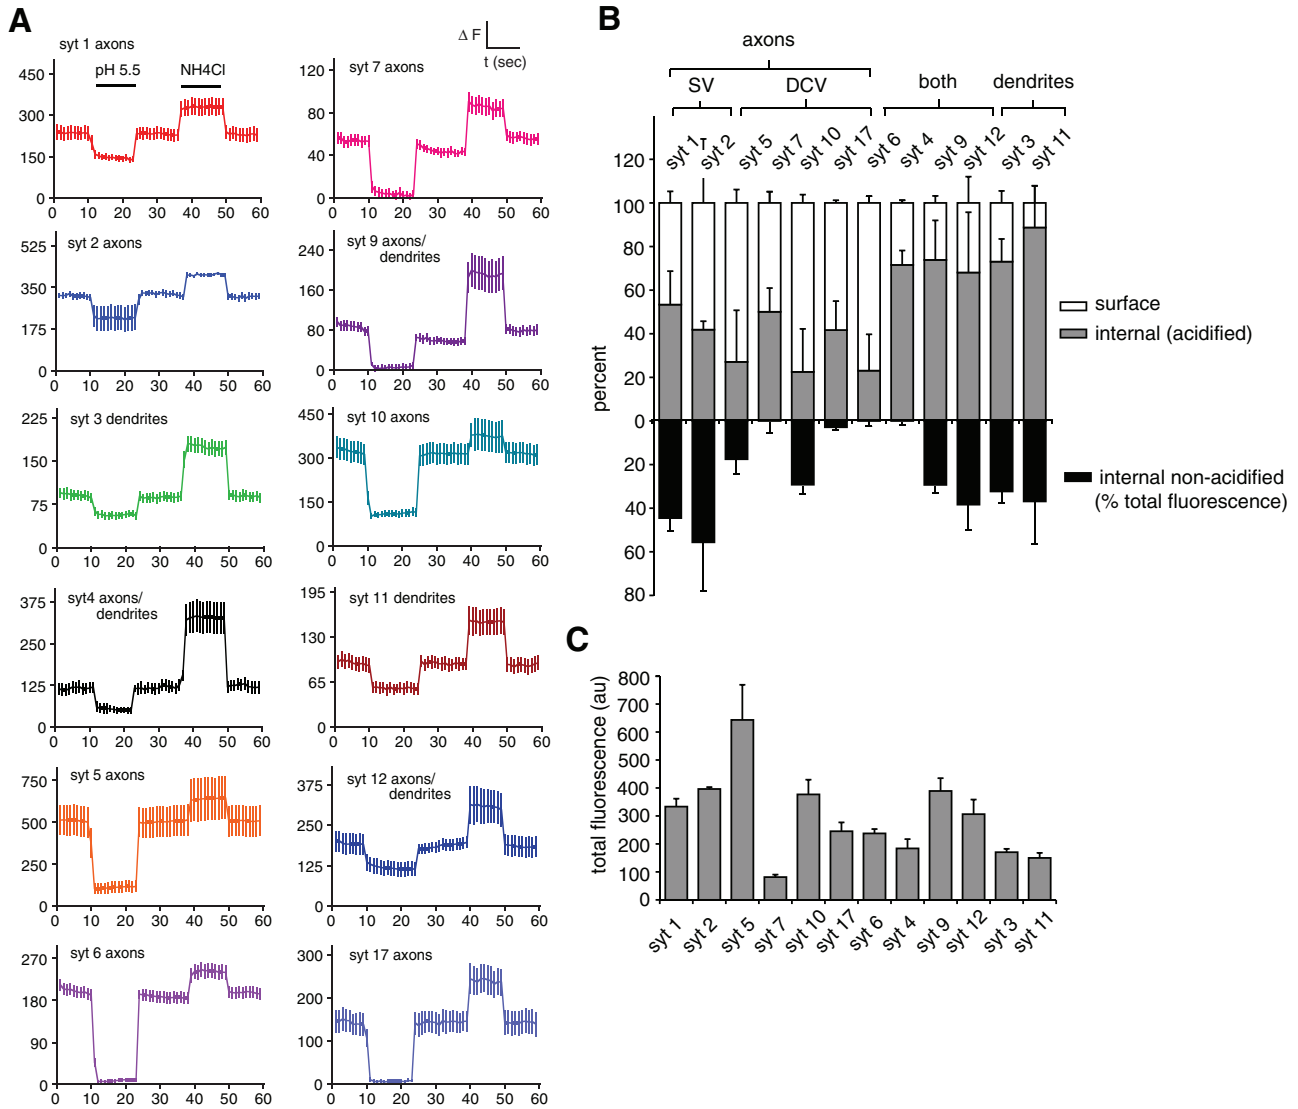 A
syt 1 axons
pH 5.5
NH4Cl
450
300
150
0
0 10 20 30 40 50 60
Δ F
t (sec)
syt 7 axons
120
80
40
0
0 10 20 30 40 50 60
syt 2 axons
525
350
175
0
0 10 20 30 40 50 60
syt 9 axons/
dendrites
240
160
80
0
0 10 20 30 40 50 60
syt 3 dendrites
225
150
75
0
0 10 20 30 40 50 60
syt 10 axons
450
300
150
0
0 10 20 30 40 50 60
syt4 axons/
dendrites
375
250
125
0
0 10 20 30 40 50 60
syt 11 dendrites
195
130
65
0
0 10 20 30 40 50 60
syt 5 axons
750
500
250
0
0 10 20 30 40 50 60
syt 12 axons/
dendrites
375
250
125
0
0 10 20 30 40 50 60
syt 6 axons
270
180
90
0
0 10 20 30 40 50 60
syt 17 axons
300
200
100
0
0 10 20 30 40 50 60
B
axons
SV DCV both dendrites
syt 1 syt 2 syt 5 syt 7 syt 10 syt 17 syt 6 syt 4 syt 9 syt 12 syt 3 syt 11
120
100
80
60
40
20
0
20
40
60
80
percent
surface
internal (acidified)
internal non-acidified
(% total fluorescence)
C
800
700
600
500
400
300
200
100
0
total fluorescence (au)
syt 1 syt 2 syt 5 syt 7 syt 10 syt 17 syt 6 syt 4 syt 9 syt 12 syt 3 syt 11